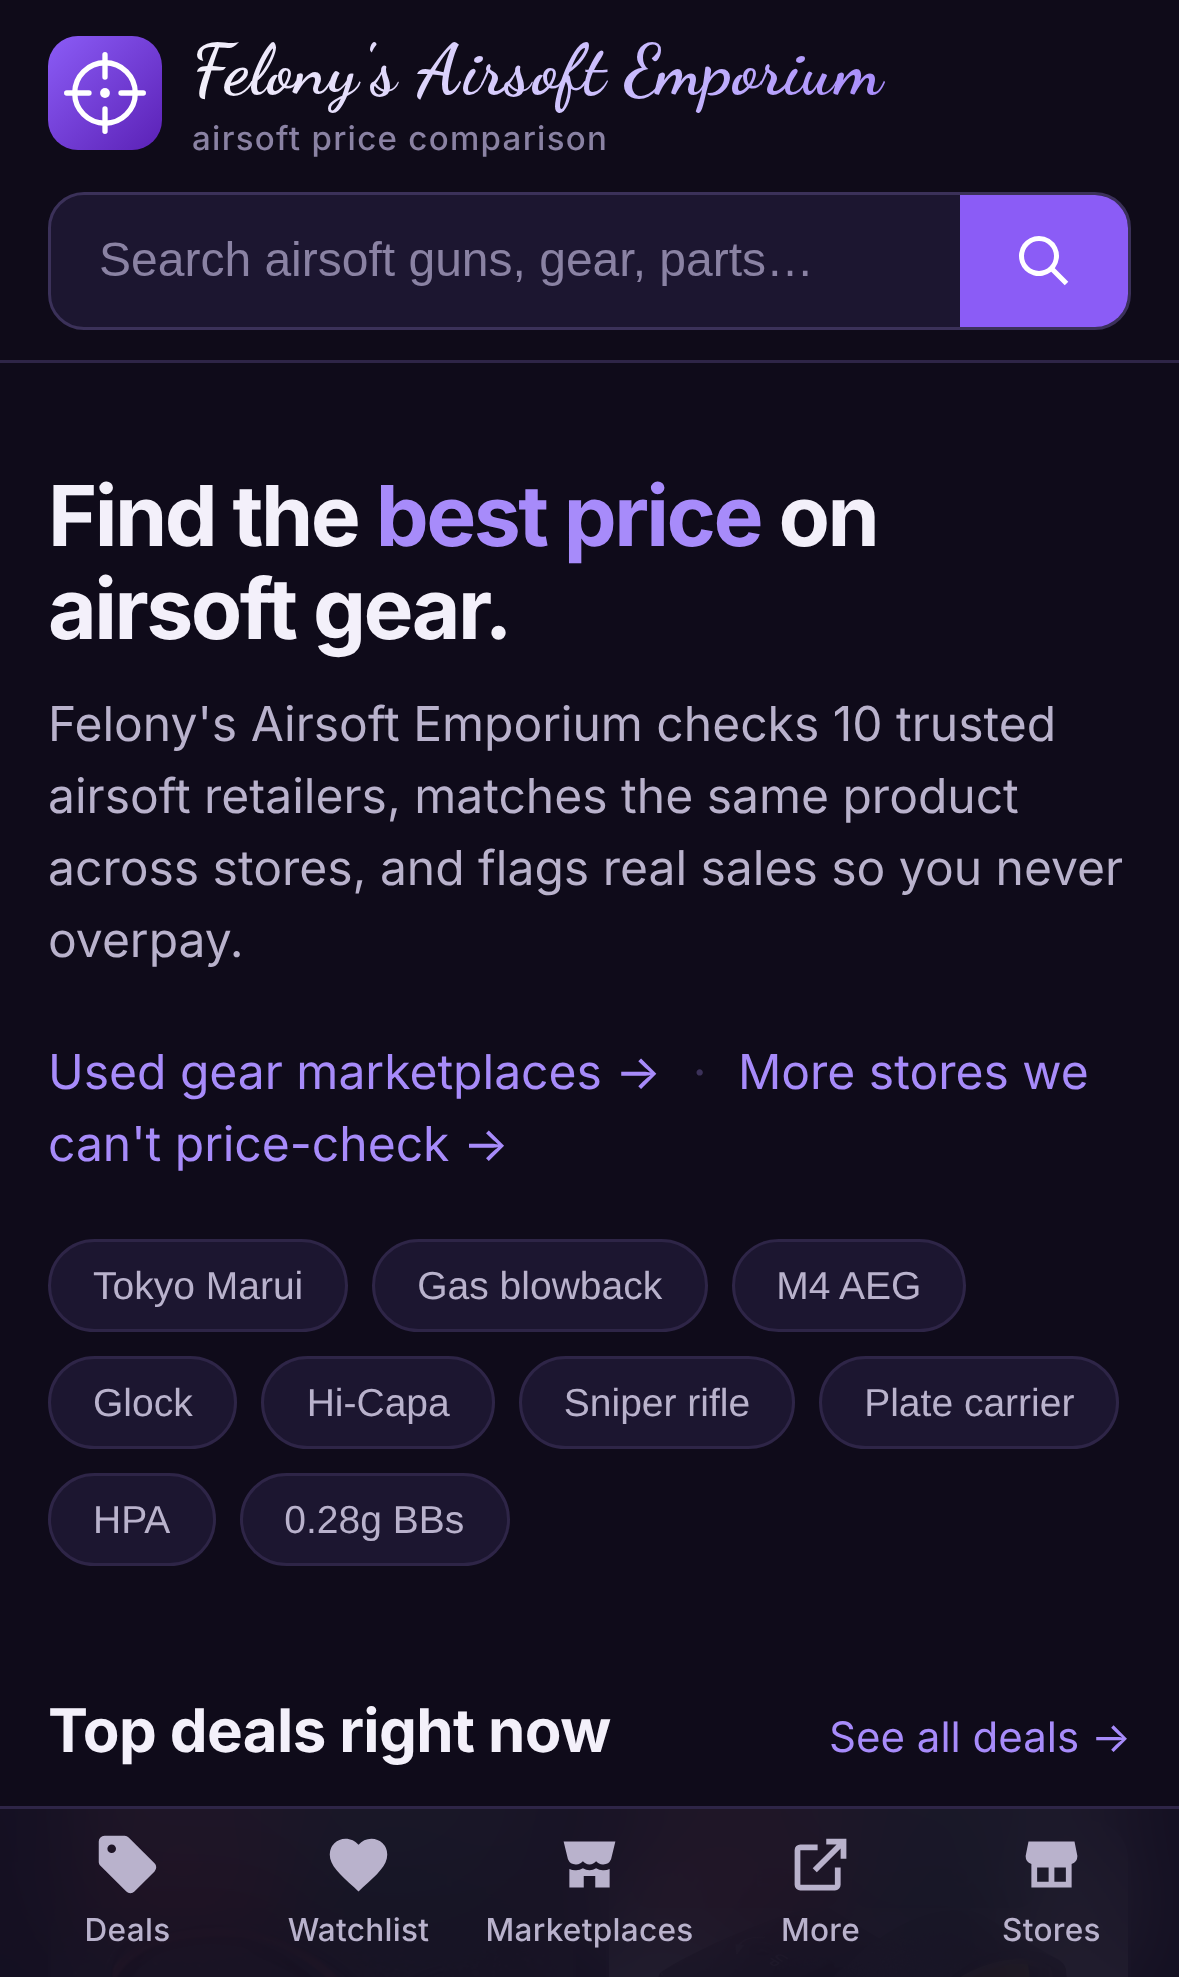 Felony's Airsoft Emporium
airsoft price comparison
Search airsoft guns, gear, parts...
Find the best price on
airsoft gear.
Felony's Airsoft Emporium checks 10 trusted
airsoft retailers, matches the same product
across stores, and flags real sales so you never
overpay.
Used gear marketplaces → · More stores we
can't price-check →
Tokyo Marui Gas blowback M4 AEG
Glock Hi-Capa Sniper rifle Plate carrier
HPA 0.28g BBs
Top deals right now See all deals →
Deals Watchlist Marketplaces More Stores